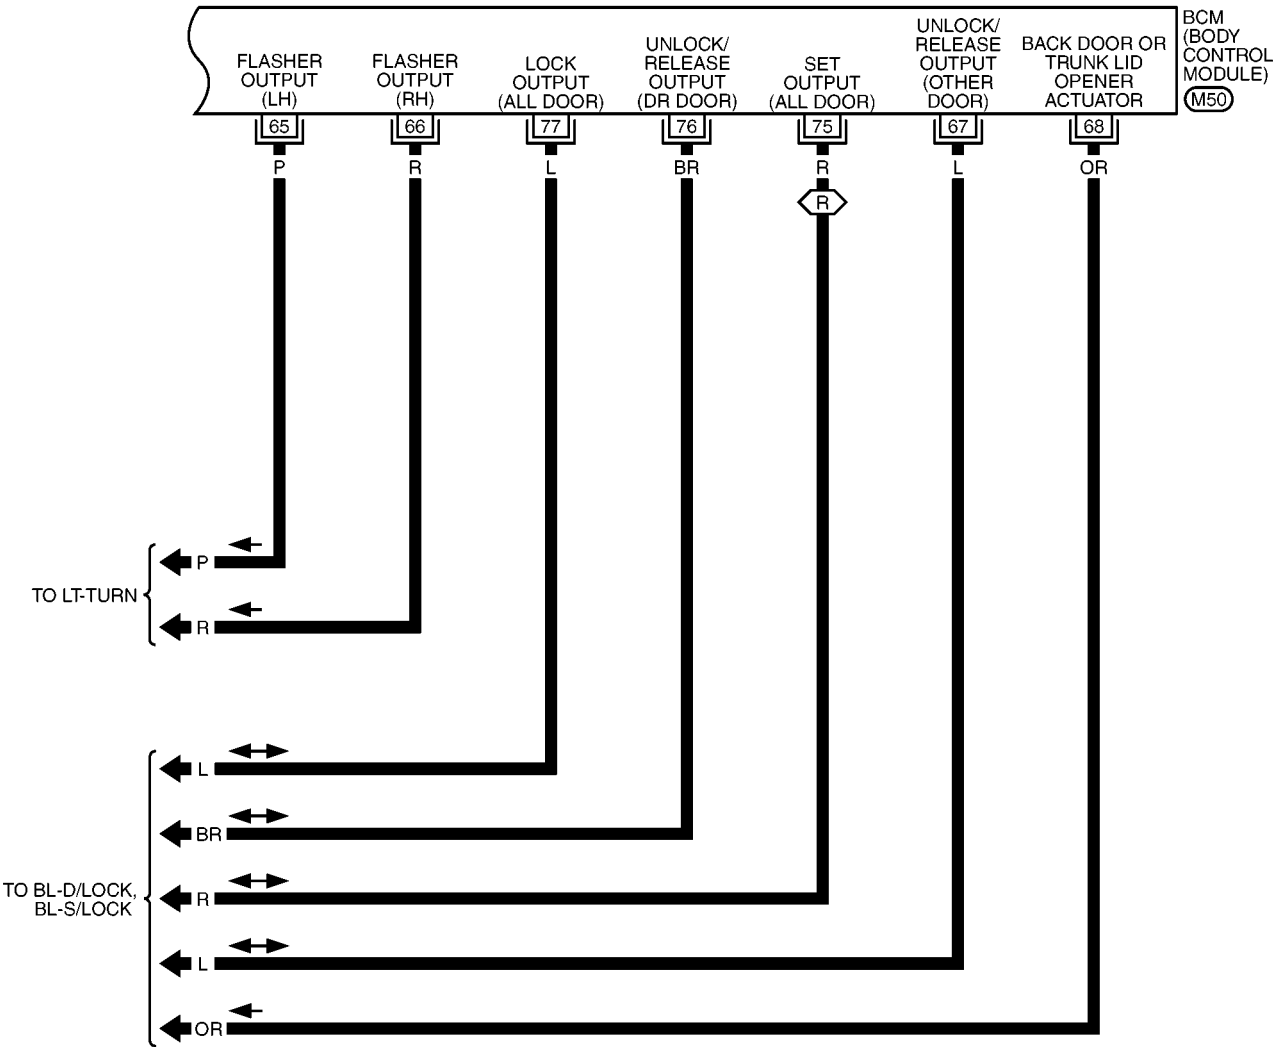 FLASHER
OUTPUT
(LH)
FLASHER
OUTPUT
(RH)
LOCK
OUTPUT
(ALL DOOR)
UNLOCK/
RELEASE
OUTPUT
(DR DOOR)
SET
OUTPUT
(ALL DOOR)
UNLOCK/
RELEASE
OUTPUT
(OTHER
DOOR)
BACK DOOR OR
TRUNK LID
OPENER
ACTUATOR
BCM
(BODY
CONTROL
MODULE)
M50
65 66 77 76 75 67 68
P R L BR R L OR
R
TO LT-TURN
P
R
TO BL-D/LOCK,
BL-S/LOCK
L
BR
R
L
OR